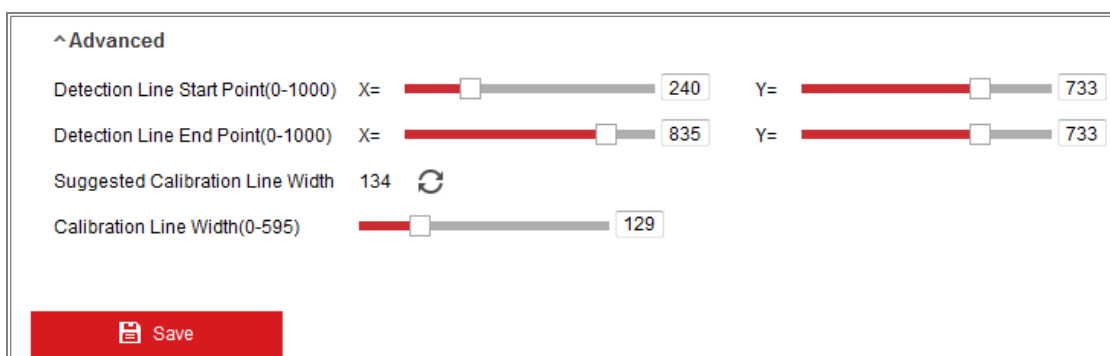 ^Advanced
Detection Line Start Point(0-1000) X= 240 Y= 733
Detection Line End Point(0-1000) X= 835 Y= 733
Suggested Calibration Line Width 134
Calibration Line Width(0-595) 129
Save